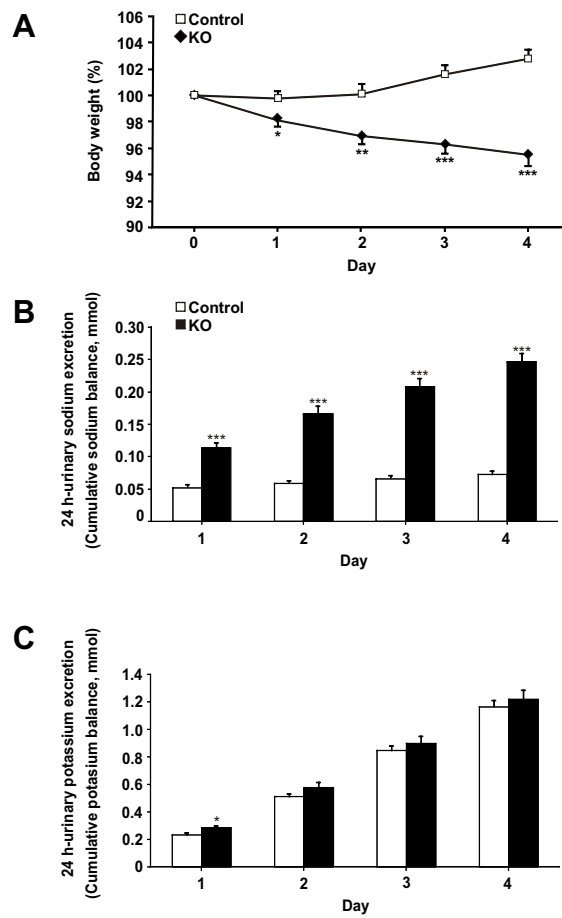 A
Control
KO
106
104
102
100
98
96
94
92
90
Body weight (%)
*
**
***
***
0 1 2 3 4
Day
B
Control
KO
0.30
0.25
0.20
0.15
0.10
0.05
0
24 h-urinary sodium excretion
(Cumulative sodium balance, mmol)
***
***
***
***
1 2 3 4
Day
C
1.4
1.2
1.0
0.8
0.6
0.4
0.2
0
24 h-urinary potassium excretion
(Cumulative potasium balance, mmol)
*
1 2 3 4
Day